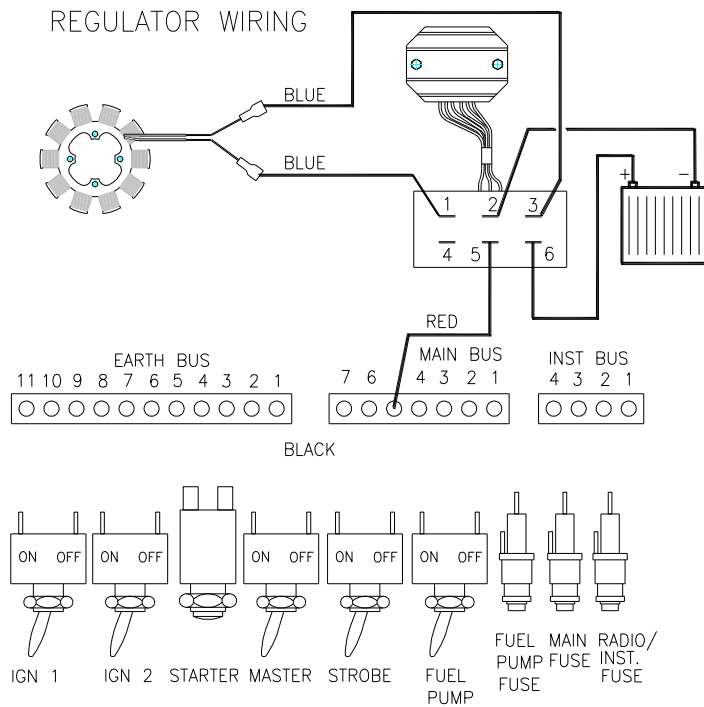 REGULATOR WIRING
BLUE
BLUE
1 2 3
4 5 6
+ −
RED
EARTH BUS
11 10 9 8 7 6 5 4 3 2 1
MAIN BUS
7 6 4 3 2 1
INST BUS
4 3 2 1
BLACK
ON OFF
ON OFF
ON OFF
ON OFF
ON OFF
IGN 1
IGN 2
STARTER
MASTER
STROBE
FUEL
PUMP
FUEL
PUMP
FUSE
MAIN
FUSE
RADIO/
INST.
FUSE